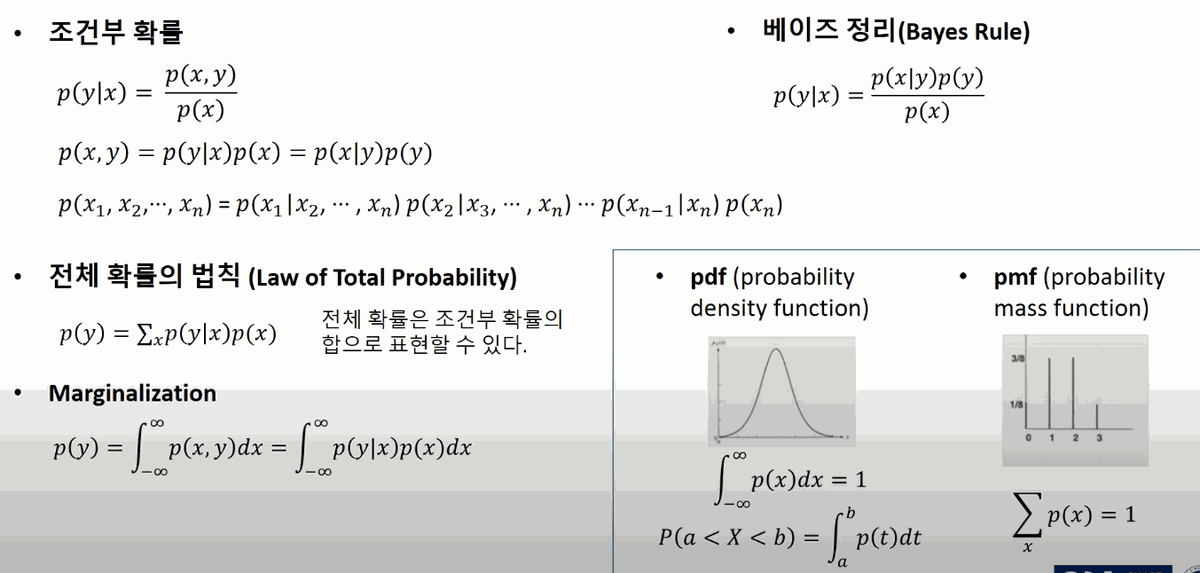 • 조건부 확률
p(y|x) = p(x,y) / p(x)
p(x,y) = p(y|x)p(x) = p(x|y)p(y)
p(x₁, x₂,⋯, xₙ) = p(x₁|x₂, ⋯ , xₙ) p(x₂|x₃, ⋯ , xₙ) ⋯ p(xₙ₋₁|xₙ) p(xₙ)
• 베이즈 정리(Bayes Rule)
p(y|x) = p(x|y)p(y) / p(x)
• 전체 확률의 법칙 (Law of Total Probability)
p(y) = ∑ₓp(y|x)p(x)
전체 확률은 조건부 확률의
합으로 표현할 수 있다.
• Marginalization
p(y) = ∫_{-∞}^{∞} p(x,y)dx = ∫_{-∞}^{∞} p(y|x)p(x)dx
• pdf (probability
density function)
∫_{-∞}^{∞} p(x)dx = 1
P(a < X < b) = ∫_{a}^{b} p(t)dt
• pmf (probability
mass function)
3/8
1/8
0 1 2 3
∑_{x} p(x) = 1